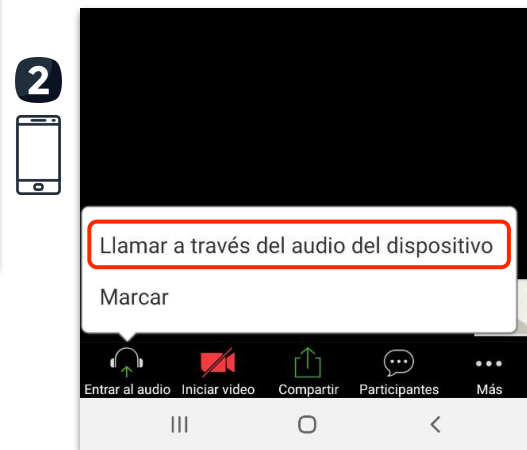 2
Llamar a través del audio del dispositivo
Marcar
Entrar al audio Iniciar video Compartir Participantes Más